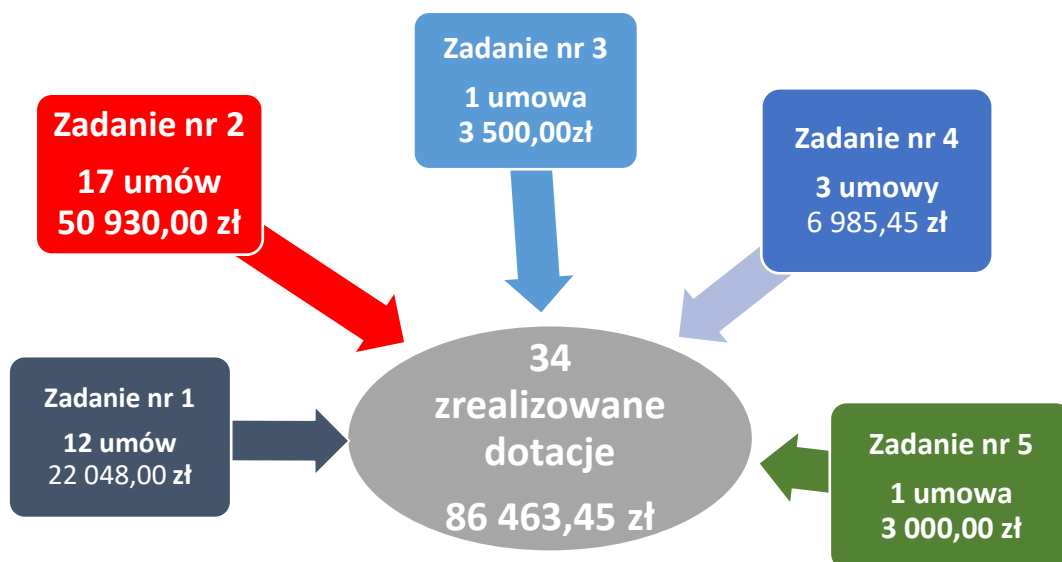 Zadanie nr 1
12 umów
22 048,00 zł
Zadanie nr 2
17 umów
50 930,00 zł
Zadanie nr 3
1 umowa
3 500,00zł
Zadanie nr 4
3 umowy
6 985,45 zł
Zadanie nr 5
1 umowa
3 000,00 zł
34
zrealizowane
dotacje
86 463,45 zł